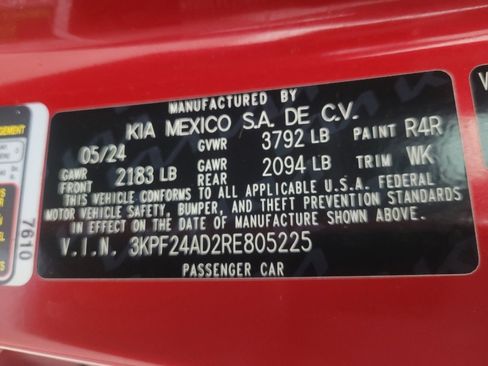 MANUFACTURED BY
KIA MEXICO S.A. DE C.V.
05/24 GVWR 3792 LB PAINT R4R
GAWR FRONT 2183 LB GAWR REAR 2094 LB TRIM WK
THIS VEHICLE CONFORMS TO ALL APPLICABLE U.S.A. FEDERAL
MOTOR VEHICLE SAFETY, BUMPER, AND THEFT PREVENTION STANDARDS
IN EFFECT ON THE DATE OF MANUFACTURE SHOWN ABOVE.
V.I.N. 3KPF24AD2RE805225
PASSENGER CAR
7610